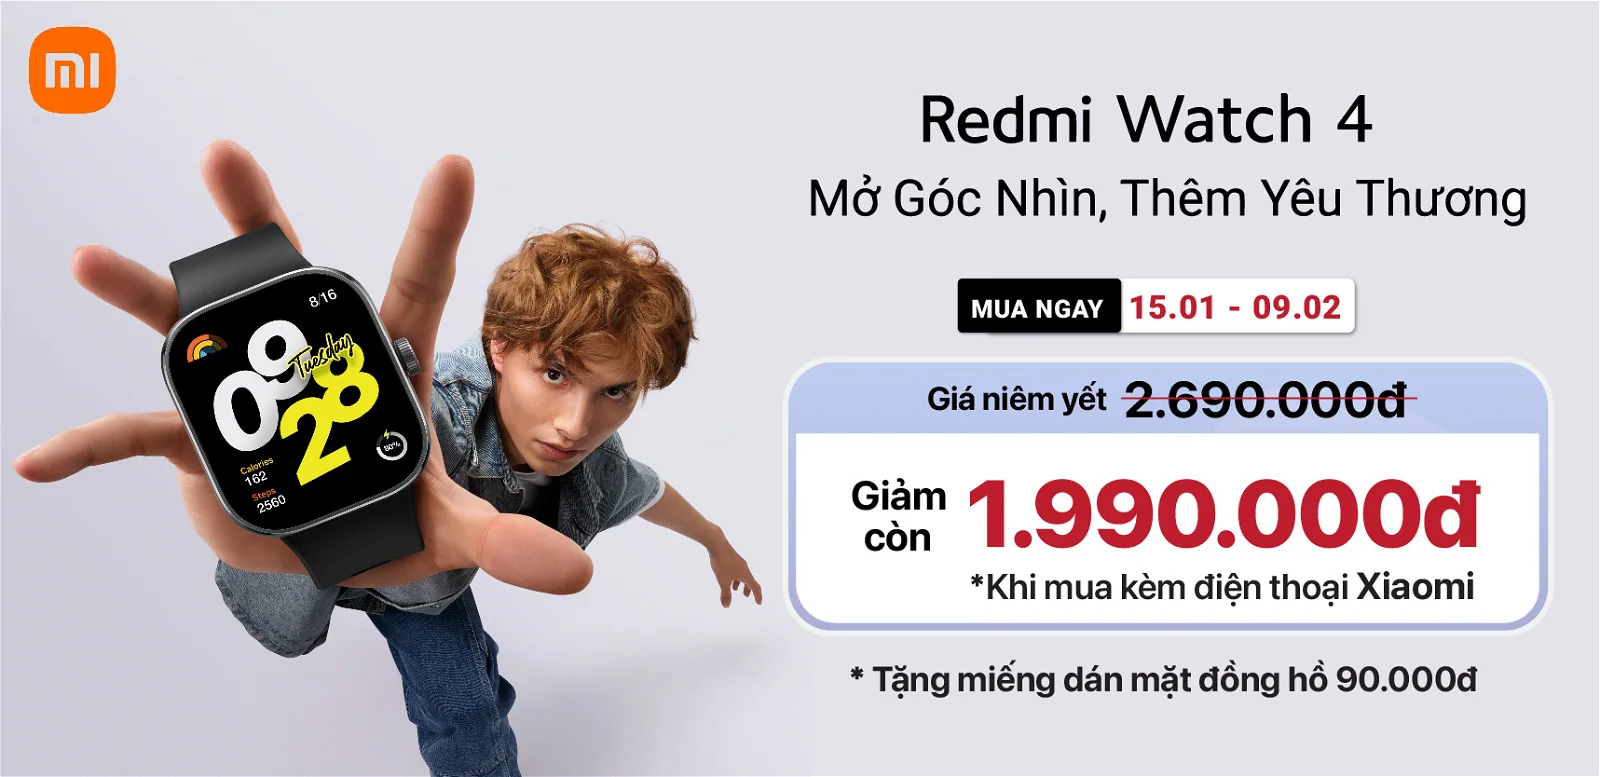 mi
Redmi Watch 4
Mở Góc Nhìn, Thêm Yêu Thương
MUA NGAY 15.01 - 09.02
Giá niêm yết 2.690.000đ
Giảm còn 1.990.000đ
*Khi mua kèm điện thoại Xiaomi
* Tặng miếng dán mặt đồng hồ 90.000đ
8/16
09
Tuesday
28
80%
Calories
162
Steps
2560